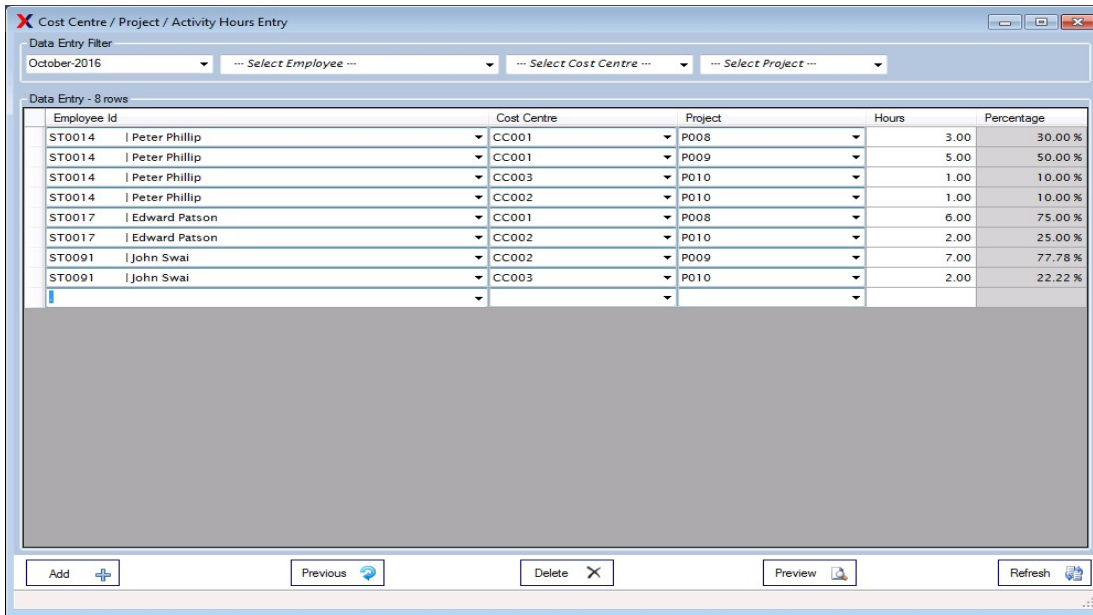 Cost Centre / Project / Activity Hours Entry
Data Entry Filter
October-2016 --- Select Employee --- --- Select Cost Centre --- --- Select Project ---
Data Entry - 8 rows
Employee Id Cost Centre Project Hours Percentage
ST0014 | Peter Phillip CC001 P008 3.00 30.00 %
ST0014 | Peter Phillip CC001 P009 5.00 50.00 %
ST0014 | Peter Phillip CC003 P010 1.00 10.00 %
ST0014 | Peter Phillip CC002 P010 1.00 10.00 %
ST0017 | Edward Patson CC001 P008 6.00 75.00 %
ST0017 | Edward Patson CC002 P010 2.00 25.00 %
ST0091 | John Swai CC002 P009 7.00 77.78 %
ST0091 | John Swai CC003 P010 2.00 22.22 %
Add Previous Delete Preview Refresh